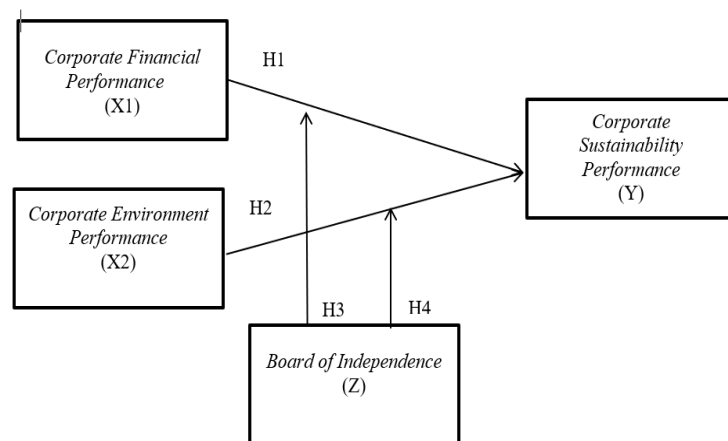 Corporate Financial
Performance
(X1)
H1
Corporate
Sustainability
Performance
(Y)
Corporate Environment
Performance
(X2)
H2
H3
H4
Board of Independence
(Z)